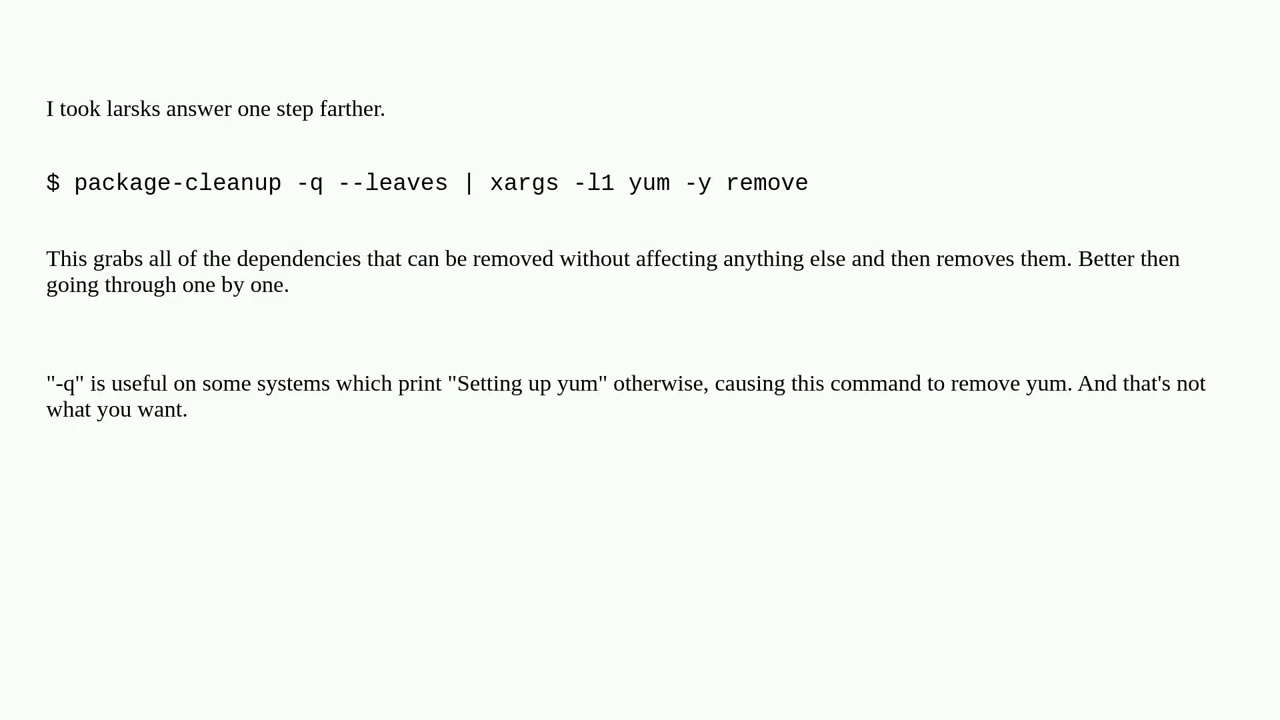 I took larsks answer one step farther.
$ package-cleanup -q --leaves | xargs -l1 yum -y remove
This grabs all of the dependencies that can be removed without affecting anything else and then removes them. Better then
going through one by one.
"-q" is useful on some systems which print "Setting up yum" otherwise, causing this command to remove yum. And that's not
what you want.